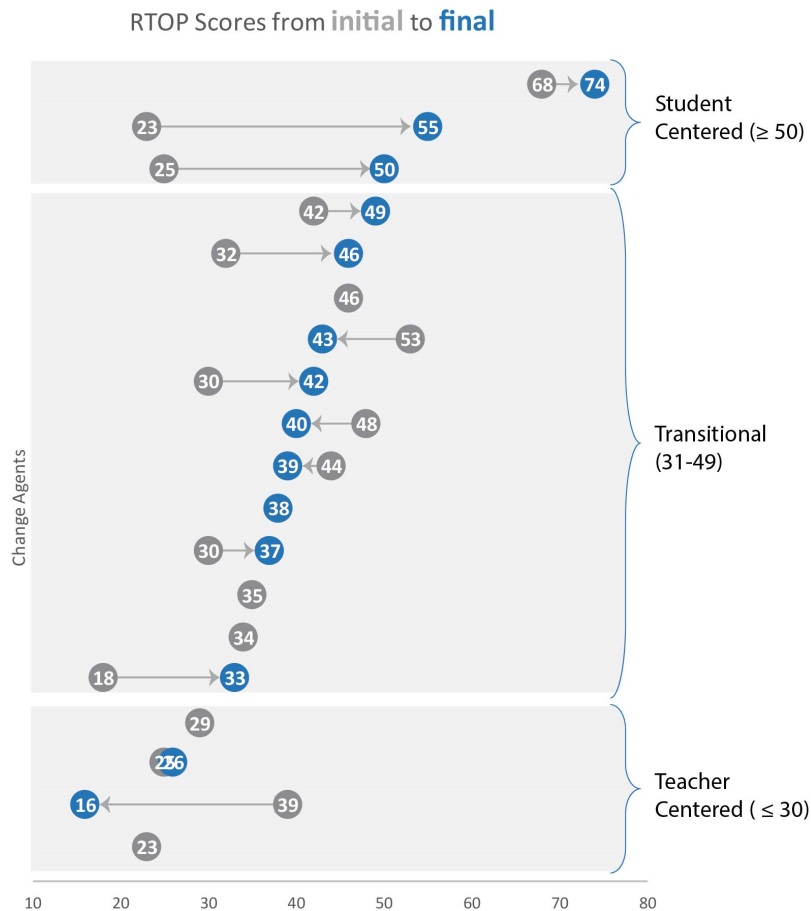 RTOP Scores from initial to final
68 74
23 55
25 50
Student
Centered (≥ 50)
42 49
32 46
46
43 53
30 42
40 48
39 44
38
30 37
35
34
18 33
Transitional
(31-49)
Change Agents
29
25 26
16 39
23
Teacher
Centered ( ≤ 30)
10 20 30 40 50 60 70 80